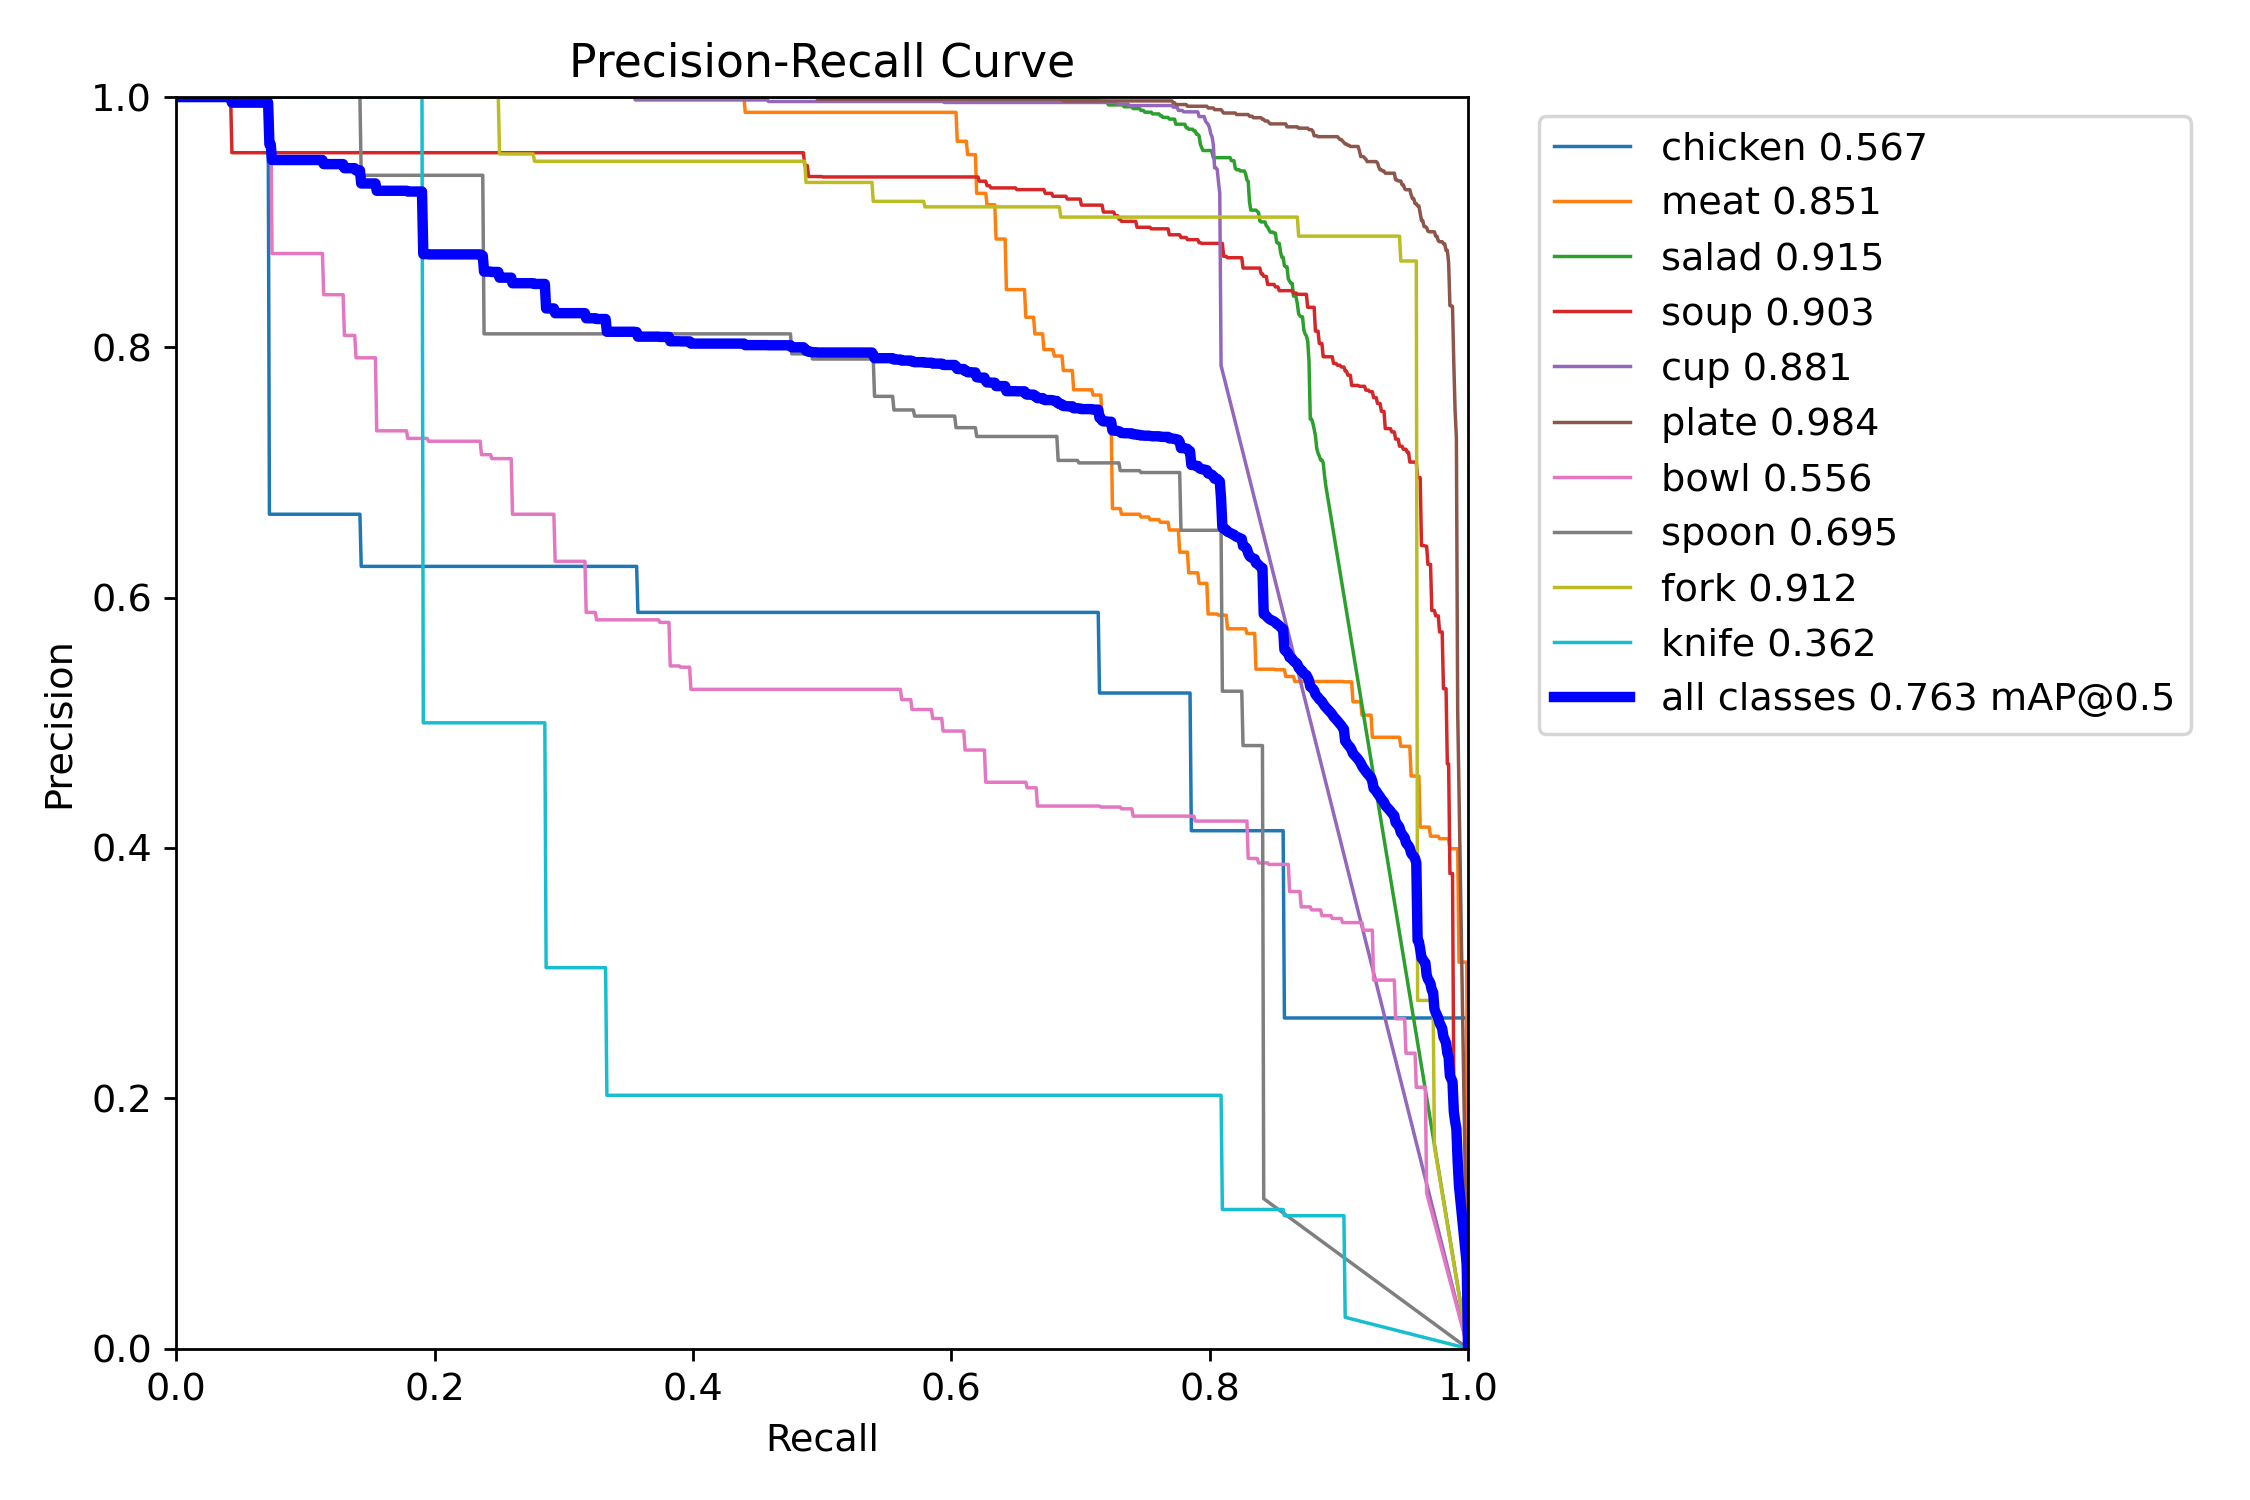 Precision-Recall Curve
1.0
0.8
0.6
0.4
0.2
0.0
Precision
0.0 0.2 0.4 0.6 0.8 1.0
Recall
chicken 0.567
meat 0.851
salad 0.915
soup 0.903
cup 0.881
plate 0.984
bowl 0.556
spoon 0.695
fork 0.912
knife 0.362
all classes 0.763 mAP@0.5